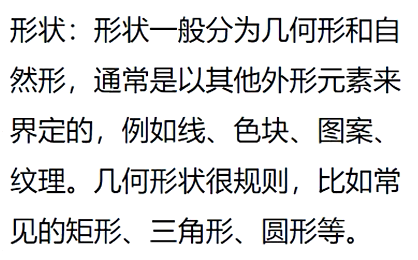 形状：形状一般分为几何形和自
然形，通常是以其他外形元素来
界定的，例如线、色块、图案、
纹理。几何形状很规则，比如常
见的矩形、三角形、圆形等。